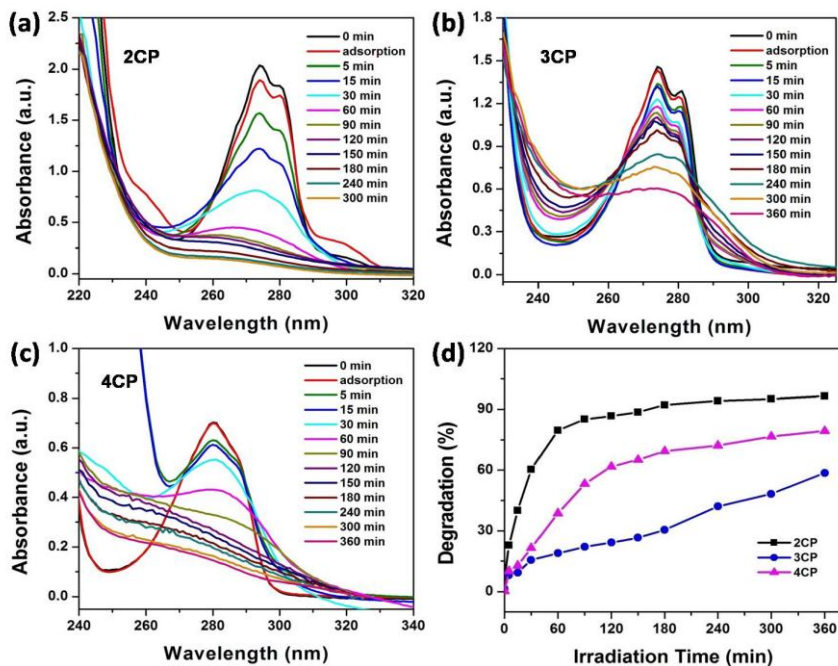 (a)
2CP
0 min
adsorption
5 min
15 min
30 min
60 min
90 min
120 min
150 min
180 min
240 min
300 min
2.5
2.0
1.5
1.0
0.5
0.0
Absorbance (a.u.)
220 240 260 280 300 320
Wavelength (nm)
(b)
3CP
0 min
adsorption
5 min
15 min
30 min
60 min
90 min
120 min
150 min
180 min
240 min
300 min
360 min
1.8
1.5
1.2
0.9
0.6
0.3
0.0
Absorbance (a.u.)
240 260 280 300 320
Wavelength (nm)
(c)
4CP
0 min
adsorption
5 min
15 min
30 min
60 min
90 min
120 min
150 min
180 min
240 min
300 min
360 min
1.0
0.8
0.6
0.4
0.2
0.0
Absorbance (a.u.)
240 260 280 300 320 340
Wavelength (nm)
(d)
120
90
60
30
0
Degradation (%)
2CP
3CP
4CP
0 60 120 180 240 300 360
Irradiation Time (min)